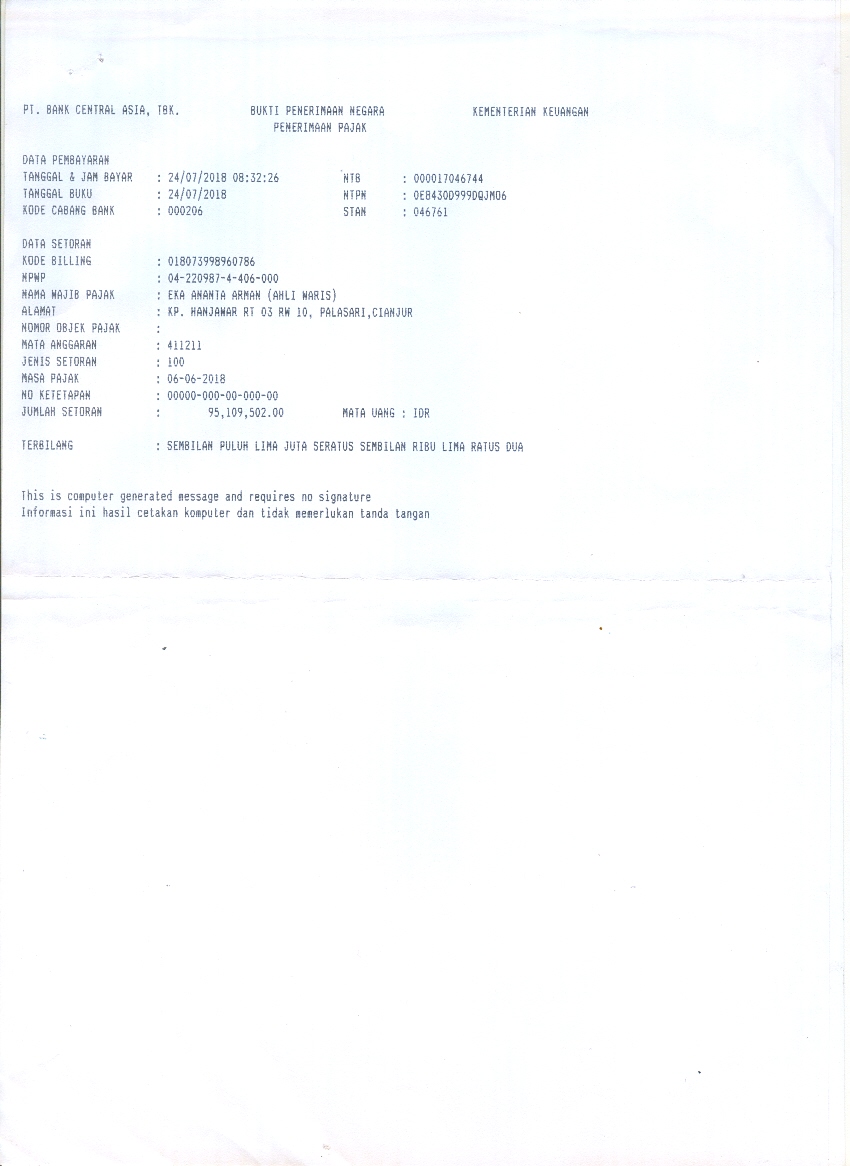 PT. BANK CENTRAL ASIA, TBK. BUKTI PENERIMAAN NEGARA KEMENTERIAN KEUANGAN
PENERIMAAN PAJAK
DATA PEMBAYARAN
TANGGAL & JAM BAYAR : 24/07/2018 08:32:26 NTB : 000017046744
TANGGAL BUKU : 24/07/2018 NTPN : 0E8430D999DQJM06
KODE CABANG BANK : 000206 STAN : 046761
DATA SETORAN
KODE BILLING : 018073998960786
NPWP : 04-220987-4-406-000
NAMA WAJIB PAJAK : EKA ANANTA ARMAN (AHLI WARIS)
ALAMAT : KP. HANJAWAR RT 03 RW 10, PALASARI,CIANJUR
NOMOR OBJEK PAJAK :
MATA ANGGARAN : 411211
JENIS SETORAN : 100
MASA PAJAK : 06-06-2018
NO KETETAPAN : 00000-000-00-000-00
JUMLAH SETORAN : 95,109,502.00 MATA UANG : IDR
TERBILANG : SEMBILAN PULUH LIMA JUTA SERATUS SEMBILAN RIBU LIMA RATUS DUA
This is computer generated message and requires no signature
Informasi ini hasil cetakan komputer dan tidak memerlukan tanda tangan